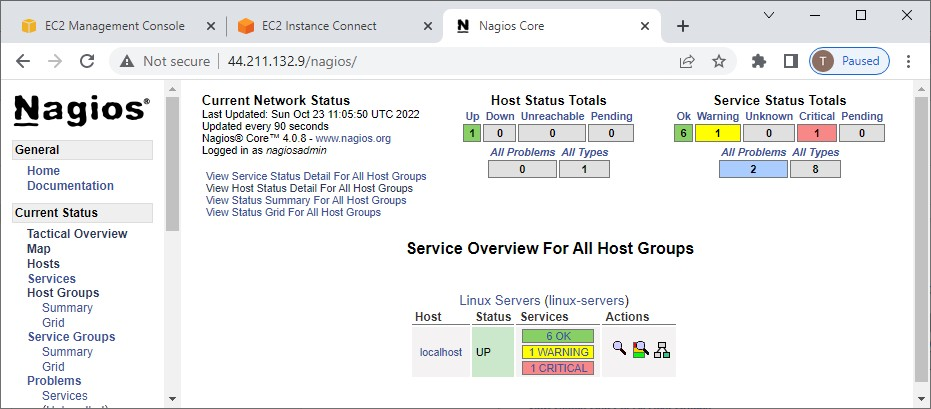 EC2 Management Console
EC2 Instance Connect
Nagios Core
Not secure 44.211.132.9/nagios/
T Paused
Nagios®
General
Home
Documentation
Current Status
Tactical Overview
Map
Hosts
Services
Host Groups
Summary
Grid
Service Groups
Summary
Grid
Problems
Services
Current Network Status
Last Updated: Sun Oct 23 11:05:50 UTC 2022
Updated every 90 seconds
Nagios® Core™ 4.0.8 - www.nagios.org
Logged in as nagiosadmin
View Service Status Detail For All Host Groups
View Host Status Detail For All Host Groups
View Status Summary For All Host Groups
View Status Grid For All Host Groups
Host Status Totals
Up Down Unreachable Pending
1 0 0 0
All Problems All Types
0 1
Service Status Totals
Ok Warning Unknown Critical Pending
6 1 0 1 0
All Problems All Types
2 8
Service Overview For All Host Groups
Linux Servers (linux-servers)
Host Status Services Actions
localhost UP
6 OK
1 WARNING
1 CRITICAL